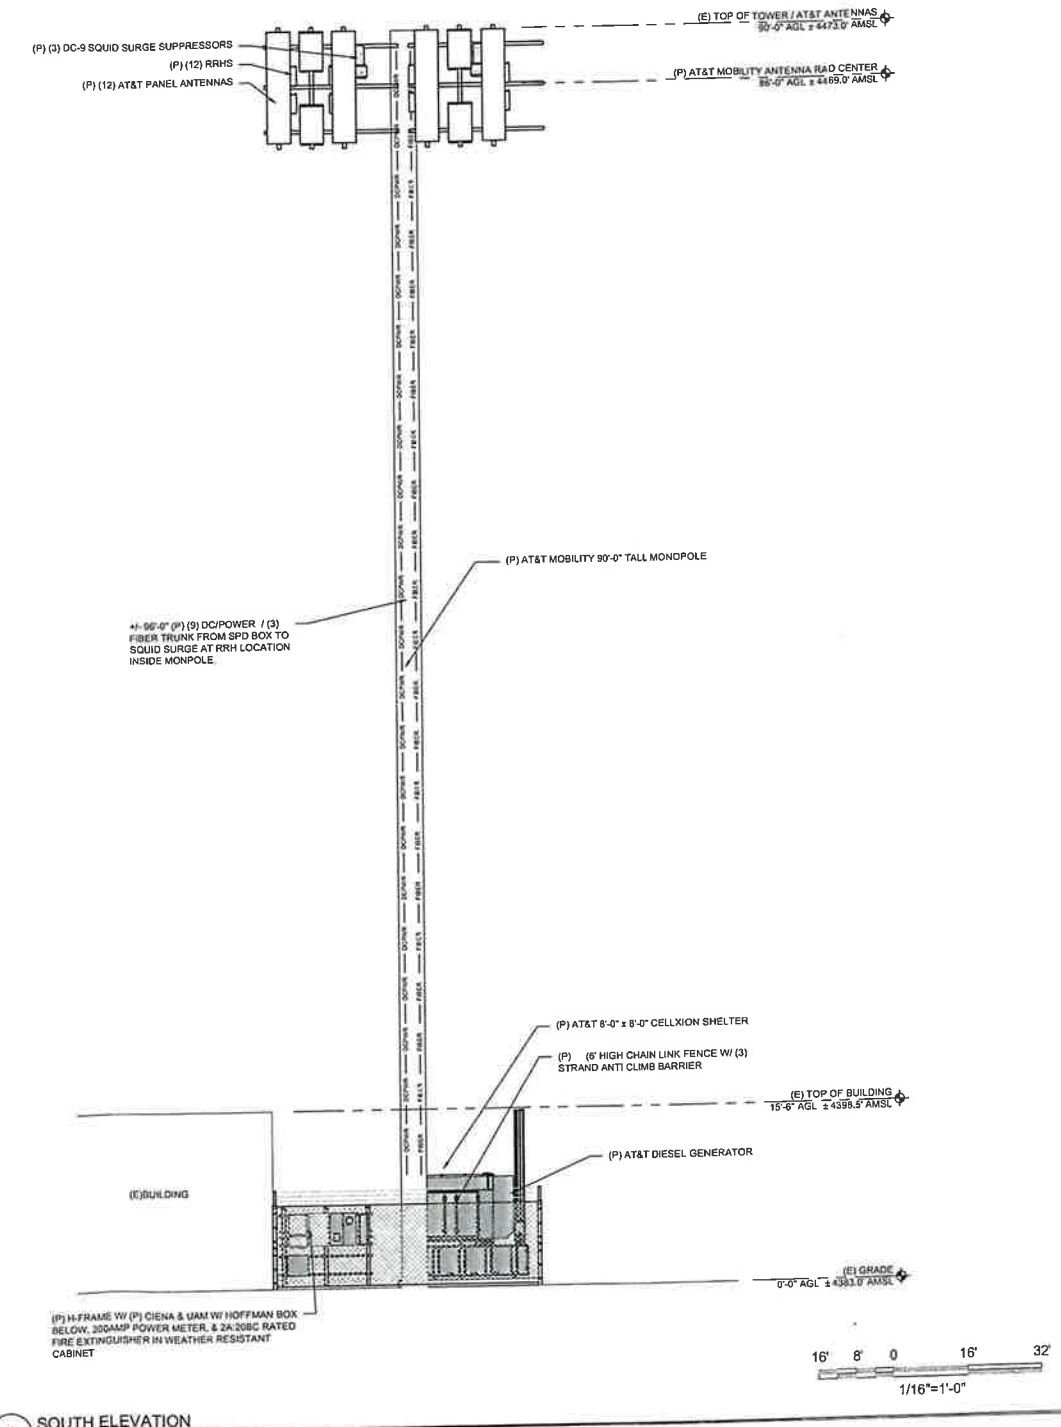 (E) TOP OF TOWER / AT&T ANTENNAS
90'-0" AGL ± 4473.0' AMSL
(P) (3) DC-9 SQUID SURGE SUPPRESSORS
(P) (12) RRHS
(P) AT&T MOBILITY ANTENNA RAD CENTER
86'-0" AGL ± 4469.0' AMSL
(P) (12) AT&T PANEL ANTENNAS
DCPWR
FIBER
(P) AT&T MOBILITY 90'-0" TALL MONOPOLE
+/- 96'-0" (P) (9) DC/POWER / (3)
FIBER TRUNK FROM SPD BOX TO
SQUID SURGE AT RRH LOCATION
INSIDE MONPOLE
(P) AT&T 8'-0" x 8'-0" CELLXION SHELTER
(P) (6' HIGH CHAIN LINK FENCE W/ (3)
STRAND ANTI CLIMB BARRIER
(E) TOP OF BUILDING
15'-6" AGL ± 4398.5' AMSL
(P) AT&T DIESEL GENERATOR
(E)BUILDING
(E) GRADE
0'-0" AGL ± 4383.0' AMSL
(P) H-FRAME W/ (P) CIENA & UAM W/ HOFFMAN BOX
BELOW, 200AMP POWER METER, & 2A:20BC RATED
FIRE EXTINGUISHER IN WEATHER RESISTANT
CABINET
16' 8' 0 16' 32'
1/16"=1'-0"
SOUTH ELEVATION